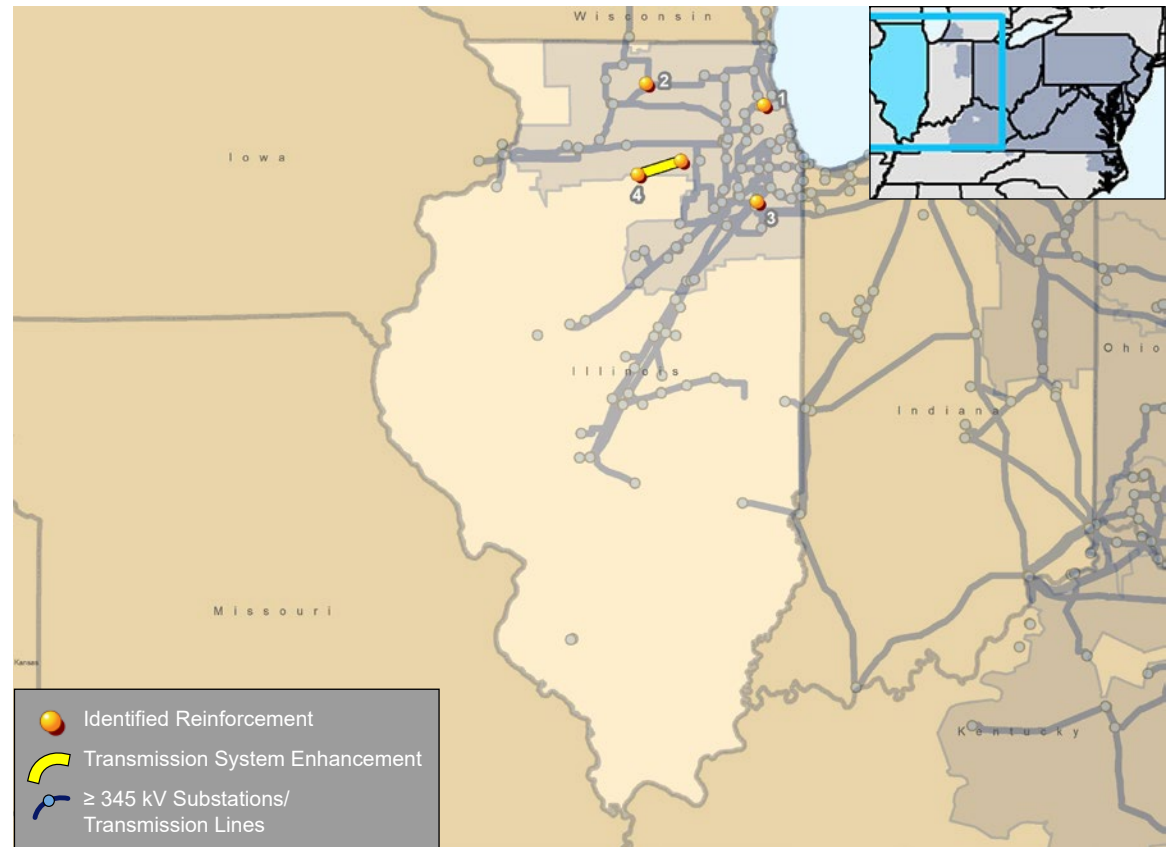 Wisconsin
2
1
Iowa
4
3
Illinois
Ohio
Indiana
Missouri
Kansas
Kentucky
Identified Reinforcement
Transmission System Enhancement
≥ 345 kV Substations/
Transmission Lines